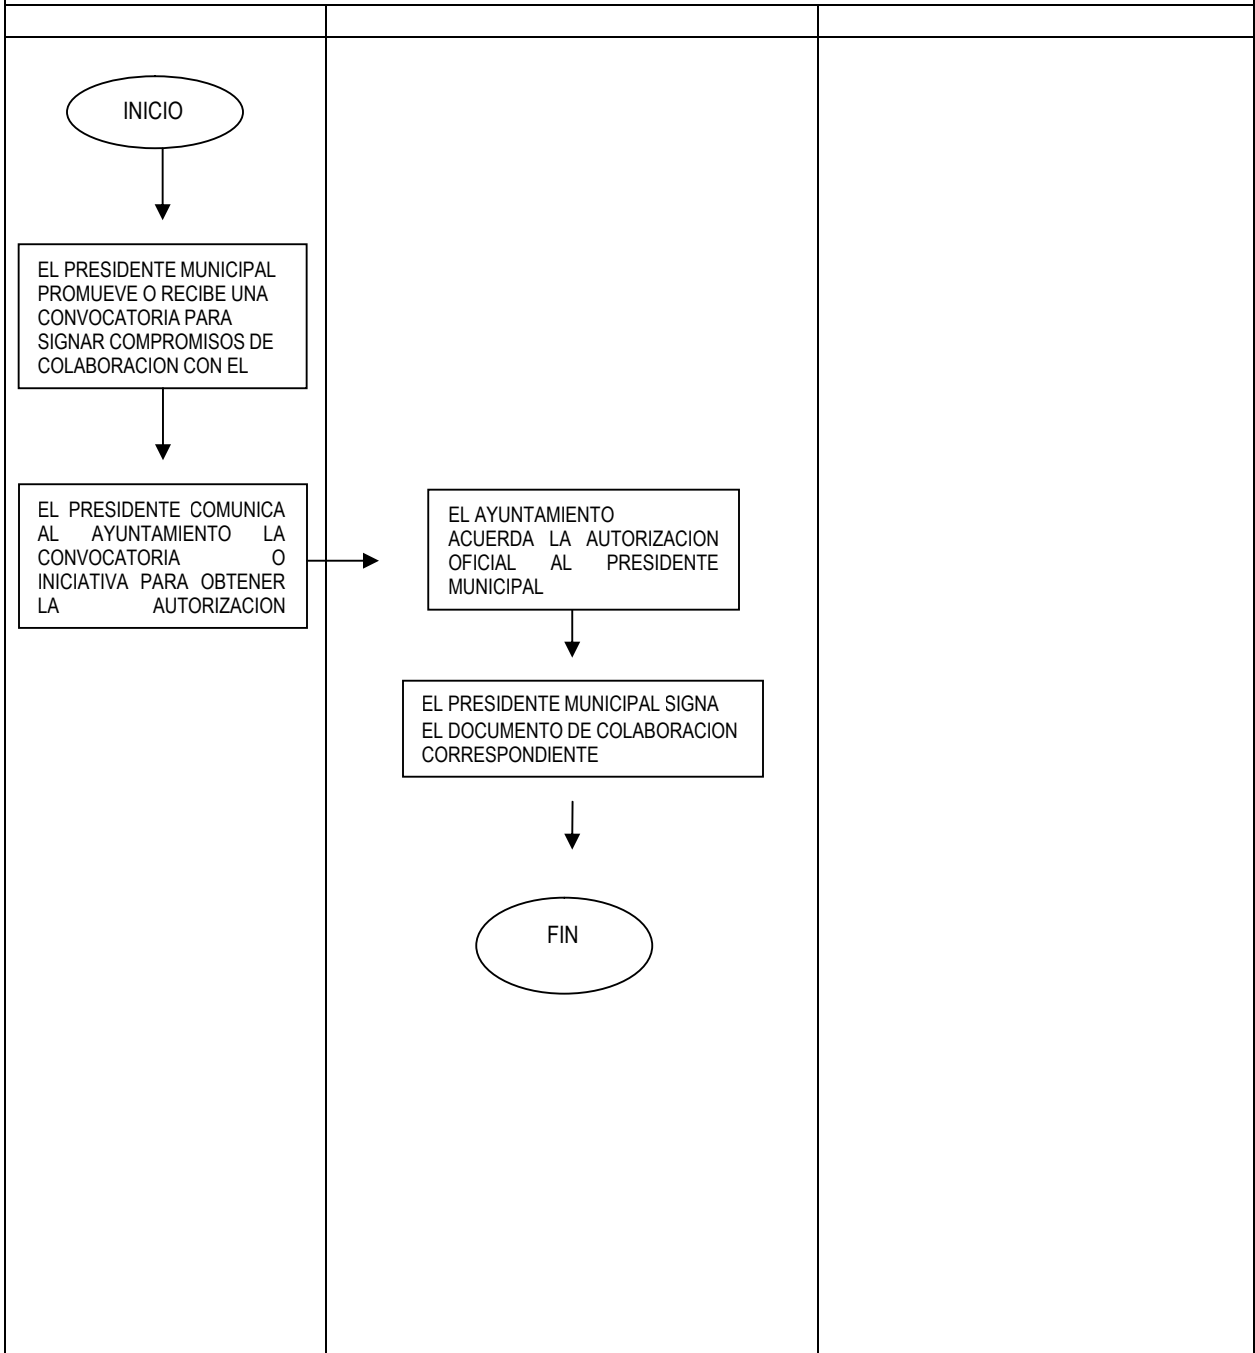 INICIO
EL PRESIDENTE MUNICIPAL
PROMUEVE O RECIBE UNA
CONVOCATORIA PARA
SIGNAR COMPROMISOS DE
COLABORACION CON EL
EL PRESIDENTE COMUNICA
AL AYUNTAMIENTO LA
CONVOCATORIA O
INICIATIVA PARA OBTENER
LA AUTORIZACION
EL AYUNTAMIENTO
ACUERDA LA AUTORIZACION
OFICIAL AL PRESIDENTE
MUNICIPAL
EL PRESIDENTE MUNICIPAL SIGNA
EL DOCUMENTO DE COLABORACION
CORRESPONDIENTE
FIN